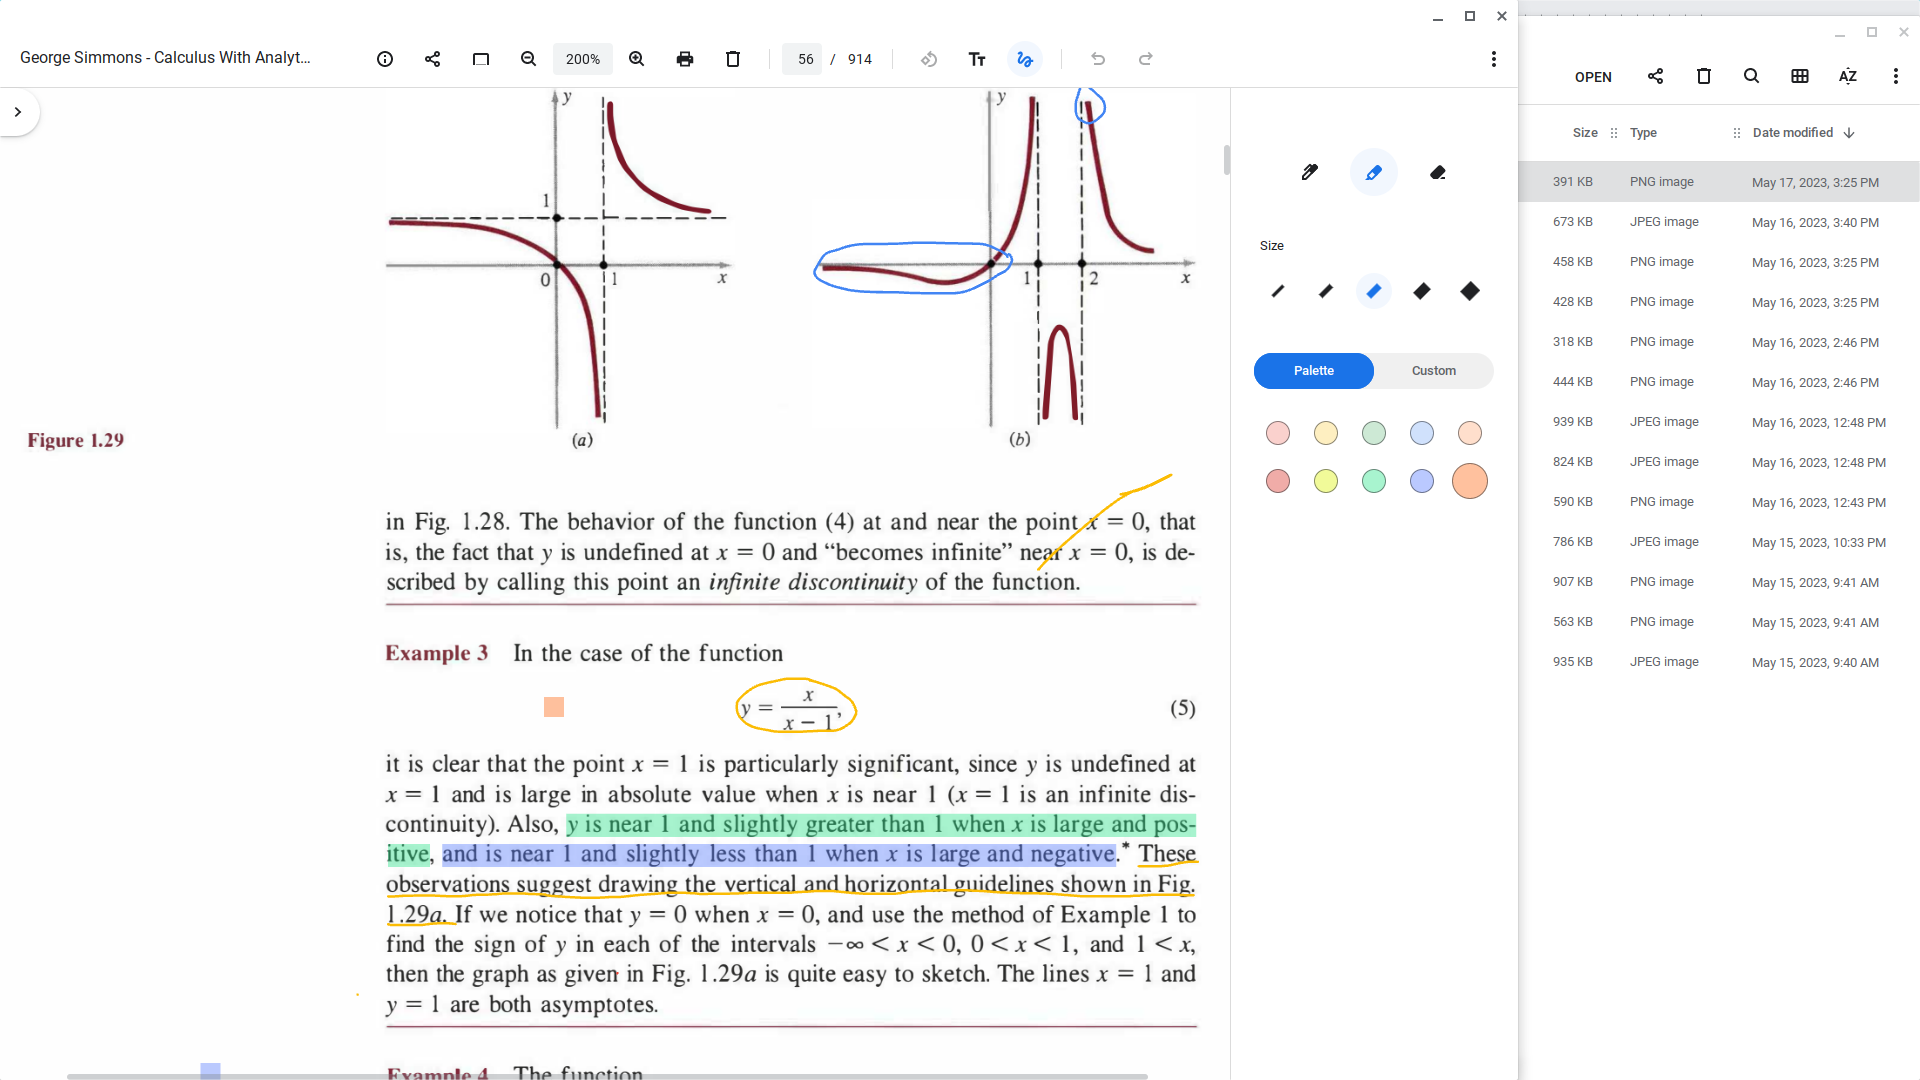 George Simmons - Calculus With Analyt...
200%
56 / 914
Tt
OPEN
AZ
Size
Type
Date modified
391 KB PNG image May 17, 2023, 3:25 PM
673 KB JPEG image May 16, 2023, 3:40 PM
458 KB PNG image May 16, 2023, 3:25 PM
428 KB PNG image May 16, 2023, 3:25 PM
318 KB PNG image May 16, 2023, 2:46 PM
444 KB PNG image May 16, 2023, 2:46 PM
939 KB JPEG image May 16, 2023, 12:48 PM
824 KB JPEG image May 16, 2023, 12:48 PM
590 KB PNG image May 16, 2023, 12:43 PM
786 KB JPEG image May 15, 2023, 10:33 PM
907 KB PNG image May 15, 2023, 9:41 AM
563 KB PNG image May 15, 2023, 9:41 AM
935 KB JPEG image May 15, 2023, 9:40 AM
Size
Palette
Custom
y
1
0
1
x
(a)
y
1
2
x
(b)
Figure 1.29
in Fig. 1.28. The behavior of the function (4) at and near the point x = 0, that
is, the fact that y is undefined at x = 0 and “becomes infinite” near x = 0, is de-
scribed by calling this point an infinite discontinuity of the function.
Example 3 In the case of the function
y = x / (x − 1), (5)
it is clear that the point x = 1 is particularly significant, since y is undefined at
x = 1 and is large in absolute value when x is near 1 (x = 1 is an infinite dis-
continuity). Also, y is near 1 and slightly greater than 1 when x is large and pos-
itive, and is near 1 and slightly less than 1 when x is large and negative.* These
observations suggest drawing the vertical and horizontal guidelines shown in Fig.
1.29a. If we notice that y = 0 when x = 0, and use the method of Example 1 to
find the sign of y in each of the intervals −∞ < x < 0, 0 < x < 1, and 1 < x,
then the graph as given in Fig. 1.29a is quite easy to sketch. The lines x = 1 and
y = 1 are both asymptotes.
Example 4 The function